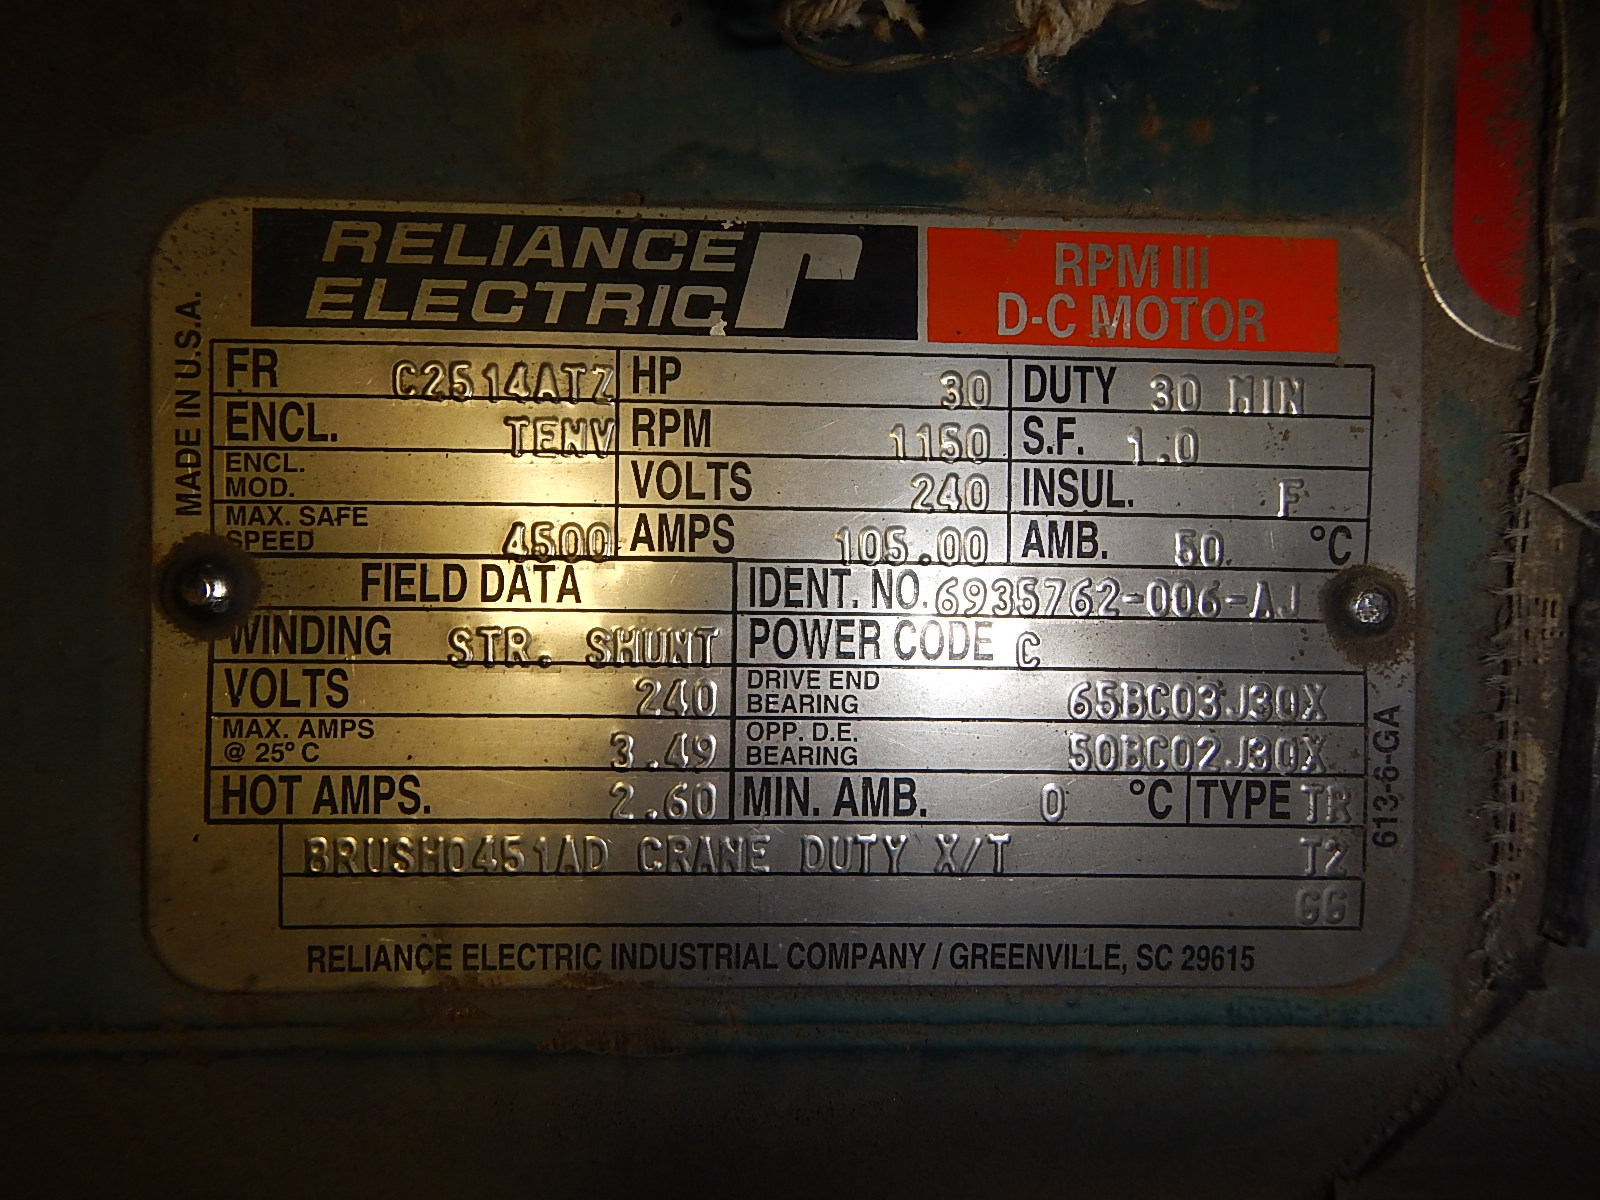 RELIANCE
ELECTRIC
RPM III
D-C MOTOR
MADE IN U.S.A.
FR C2514ATZ HP 30 DUTY 30 MIN
ENCL. TENV RPM 1150 S.F. 1.0
ENCL. MOD. VOLTS 240 INSUL. F
MAX. SAFE SPEED 4500 AMPS 105.00 AMB. 50 °C
FIELD DATA IDENT. NO. 6935762-006-AJ
WINDING STR. SHUNT POWER CODE C
VOLTS 240 DRIVE END BEARING 65BC03J30X
MAX. AMPS @ 25° C 3.49 OPP. D.E. BEARING 50BC02J30X
HOT AMPS. 2.60 MIN. AMB. 0 °C TYPE TR
BRUSH0451AD CRANE DUTY X/T T2
GG
613-6-GA
RELIANCE ELECTRIC INDUSTRIAL COMPANY / GREENVILLE, SC 29615